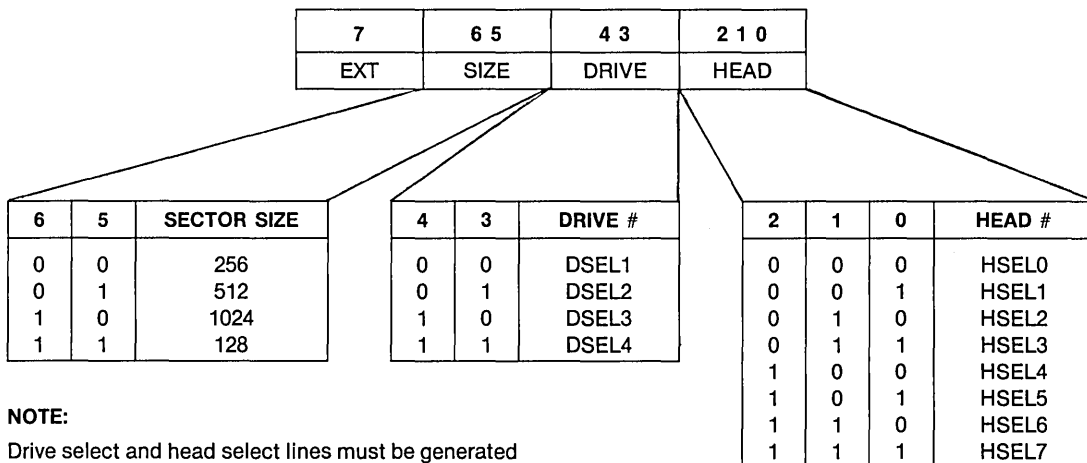 7 6 5 4 3 2 1 0
EXT SIZE DRIVE HEAD
6 5 SECTOR SIZE
0 0 256
0 1 512
1 0 1024
1 1 128
4 3 DRIVE #
0 0 DSEL1
0 1 DSEL2
1 0 DSEL3
1 1 DSEL4
2 1 0 HEAD #
0 0 0 HSEL0
0 0 1 HSEL1
0 1 0 HSEL2
0 1 1 HSEL3
1 0 0 HSEL4
1 0 1 HSEL5
1 1 0 HSEL6
1 1 1 HSEL7
NOTE:
Drive select and head select lines must be generated